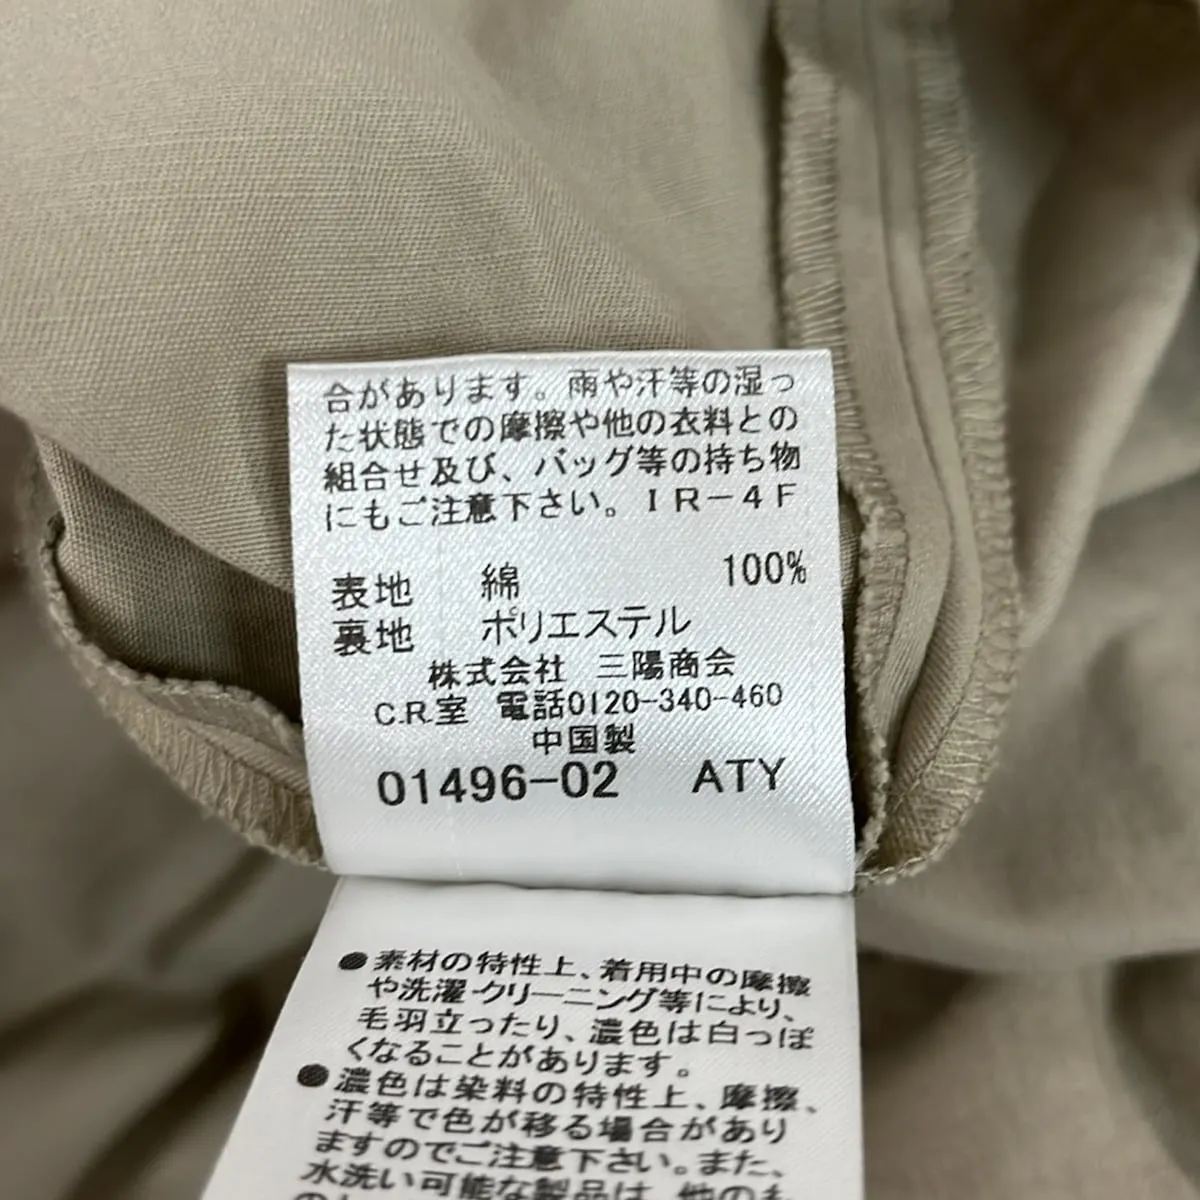 合があります。雨や汗等の湿っ
た状態での摩擦や他の衣料との
組合せ及び、バッグ等の持ち物
にもご注意下さい。IR-4F
表地 綿 100%
裏地 ポリエステル
株式会社 三陽商会
C.R.室 電話0120-340-460
中国製
01496-02 ATY
●素材の特性上、着用中の摩擦
や洗濯・クリーニング等により、
毛羽立ったり、濃色は白っぽ
くなることがあります。
●濃色は染料の特性上、摩擦、
汗等で色が移る場合があり
ますのでご注意下さい。また、
水洗い可能な製品は、他のも